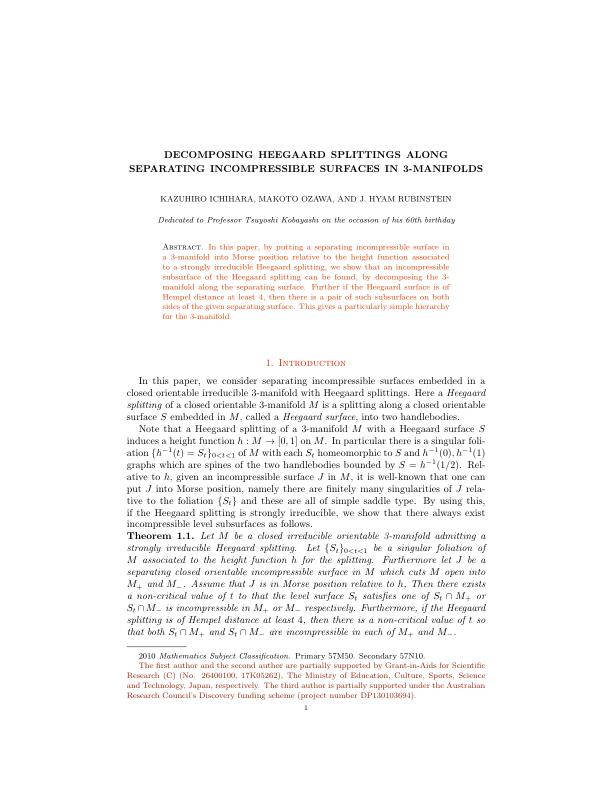 DECOMPOSING HEEGAARD SPLITTINGS ALONG
SEPARATING INCOMPRESSIBLE SURFACES IN 3-MANIFOLDS
KAZUHIRO ICHIHARA, MAKOTO OZAWA, AND J. HYAM RUBINSTEIN
Dedicated to Professor Tsuyoshi Kobayashi on the occasion of his 60th birthday
Abstract. In this paper, by putting a separating incompressible surface in
a 3-manifold into Morse position relative to the height function associated
to a strongly irreducible Heegaard splitting, we show that an incompressible
subsurface of the Heegaard splitting can be found, by decomposing the 3-
manifold along the separating surface. Further if the Heegaard surface is of
Hempel distance at least 4, then there is a pair of such subsurfaces on both
sides of the given separating surface. This gives a particularly simple hierarchy
for the 3-manifold.
1. Introduction
In this paper, we consider separating incompressible surfaces embedded in a
closed orientable irreducible 3-manifold with Heegaard splittings. Here a Heegaard
splitting of a closed orientable 3-manifold M is a splitting along a closed orientable
surface S embedded in M, called a Heegaard surface, into two handlebodies.
Note that a Heegaard splitting of a 3-manifold M with a Heegaard surface S
induces a height function h : M → [0, 1] on M. In particular there is a singular foli-
ation {h⁻¹(t) = S_t}_{0<t<1} of M with each S_t homeomorphic to S and h⁻¹(0), h⁻¹(1)
graphs which are spines of the two handlebodies bounded by S = h⁻¹(1/2). Rel-
ative to h, given an incompressible surface J in M, it is well-known that one can
put J into Morse position, namely there are finitely many singularities of J rela-
tive to the foliation {S_t} and these are all of simple saddle type. By using this,
if the Heegaard splitting is strongly irreducible, we show that there always exist
incompressible level subsurfaces as follows.
Theorem 1.1. Let M be a closed irreducible orientable 3-manifold admitting a
strongly irreducible Heegaard splitting. Let {S_t}_{0<t<1} be a singular foliation of
M associated to the height function h for the splitting. Furthermore let J be a
separating closed orientable incompressible surface in M which cuts M open into
M₊ and M₋. Assume that J is in Morse position relative to h, Then there exists
a non-critical value of t so that the level surface S_t satisfies one of S_t ∩ M₊ or
S_t ∩ M₋ is incompressible in M₊ or M₋ respectively. Furthermore, if the Heegaard
splitting is of Hempel distance at least 4, then there is a non-critical value of t so
that both S_t ∩ M₊ and S_t ∩ M₋ are incompressible in each of M₊ and M₋.
2010 Mathematics Subject Classification. Primary 57M50. Secondary 57N10.
The first author and the second author are partially supported by Grant-in-Aids for Scientific
Research (C) (No. 26400100, 17K05262), The Ministry of Education, Culture, Sports, Science
and Technology, Japan, respectively. The third author is partially supported under the Australian
Research Council's Discovery funding scheme (project number DP130103694).
1